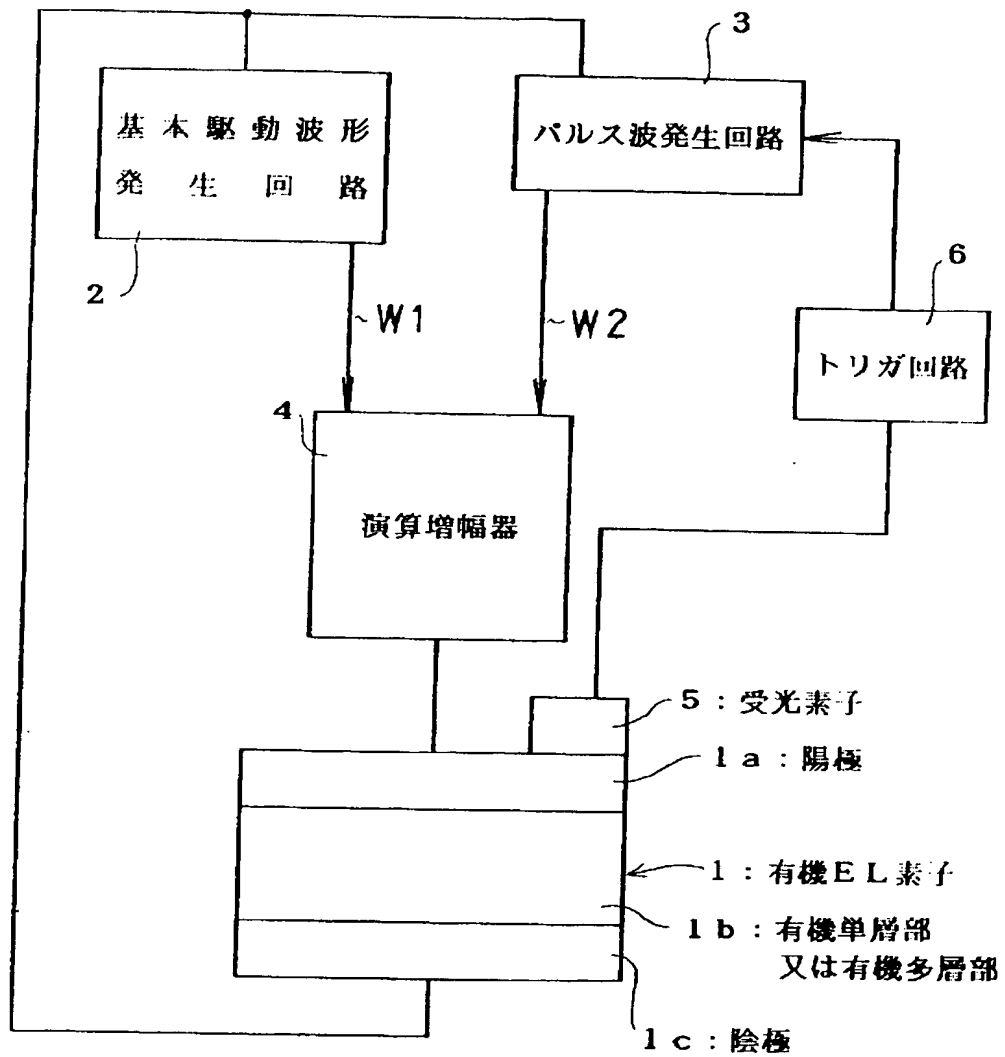 3
基本駆動波形
発生回路
パルス波発生回路
2
6
W1
W2
トリガ回路
4
演算増幅器
5：受光素子
1a：陽極
1：有機EL素子
1b：有機単層部
又は有機多層部
1c：陰極